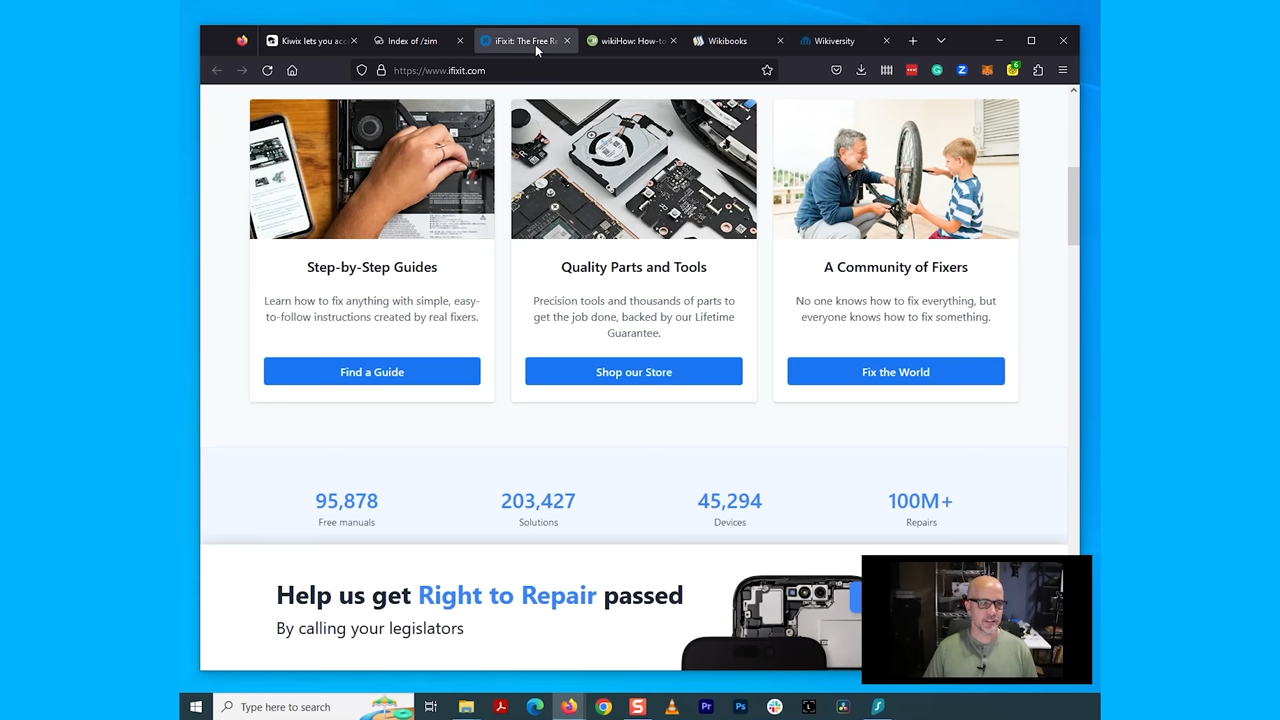 Kiwix lets you acc
Index of /zim
iFixit: The Free Re
wikiHow: How-to
Wikibooks
Wikiversity
https://www.ifixit.com
6
Step-by-Step Guides
Learn how to fix anything with simple, easy-
to-follow instructions created by real fixers.
Find a Guide
Quality Parts and Tools
Precision tools and thousands of parts to
get the job done, backed by our Lifetime
Guarantee.
Shop our Store
A Community of Fixers
No one knows how to fix everything, but
everyone knows how to fix something.
Fix the World
95,878
Free manuals
203,427
Solutions
45,294
Devices
100M+
Repairs
Help us get Right to Repair passed
By calling your legislators
Type here to search